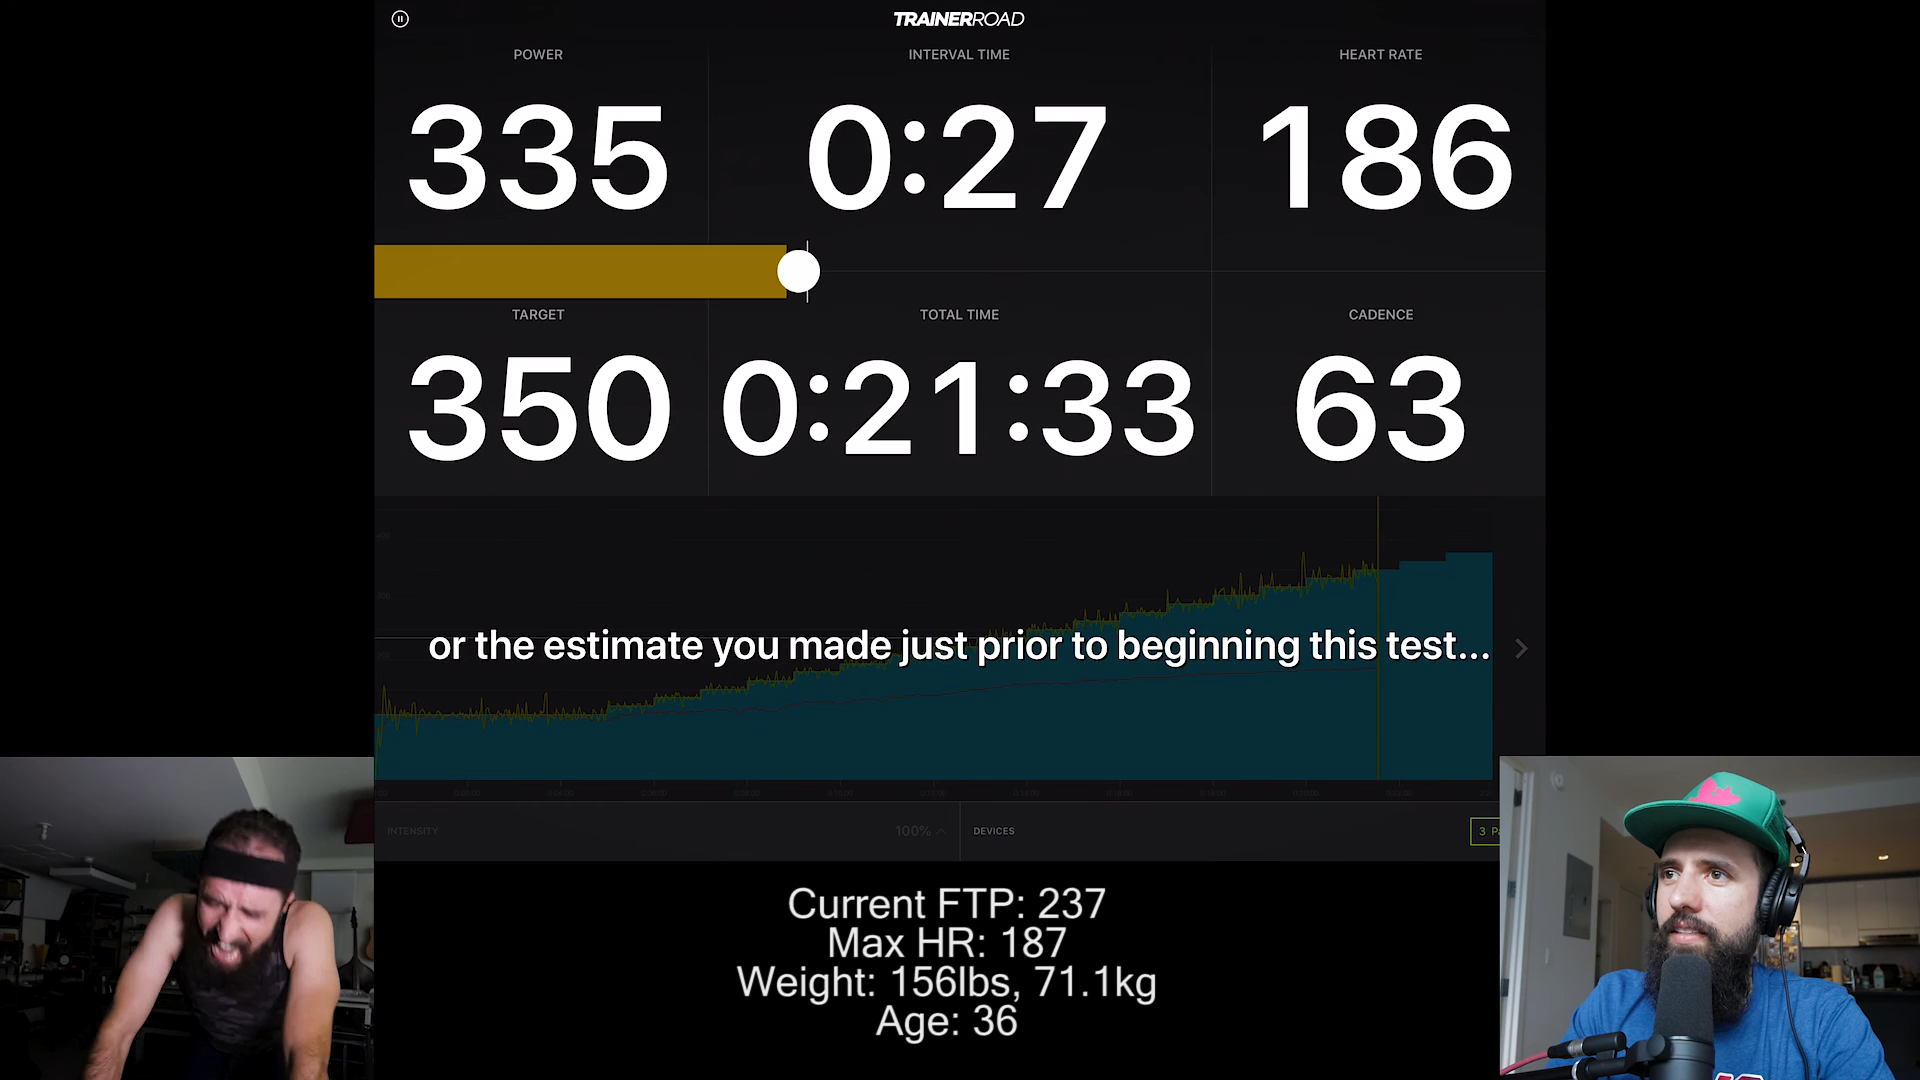 TRAINERROAD
POWER
INTERVAL TIME
HEART RATE
335
0:27
186
TARGET
TOTAL TIME
CADENCE
350
0:21:33
63
or the estimate you made just prior to beginning this test...
INTENSITY
100%
DEVICES
3
Current FTP: 237
Max HR: 187
Weight: 156lbs, 71.1kg
Age: 36